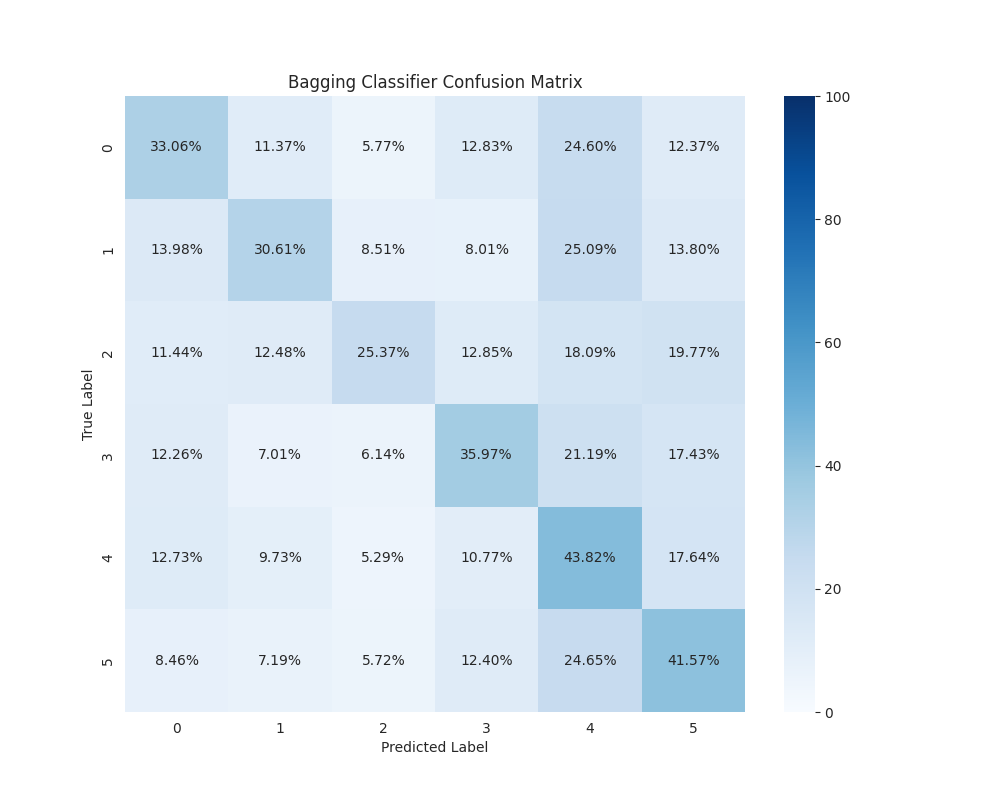 Bagging Classifier Confusion Matrix
100
0 33.06% 11.37% 5.77% 12.83% 24.60% 12.37%
80
1 13.98% 30.61% 8.51% 8.01% 25.09% 13.80%
60
2 11.44% 12.48% 25.37% 12.85% 18.09% 19.77%
True Label
3 12.26% 7.01% 6.14% 35.97% 21.19% 17.43%
40
4 12.73% 9.73% 5.29% 10.77% 43.82% 17.64%
20
5 8.46% 7.19% 5.72% 12.40% 24.65% 41.57%
0
0 1 2 3 4 5
Predicted Label